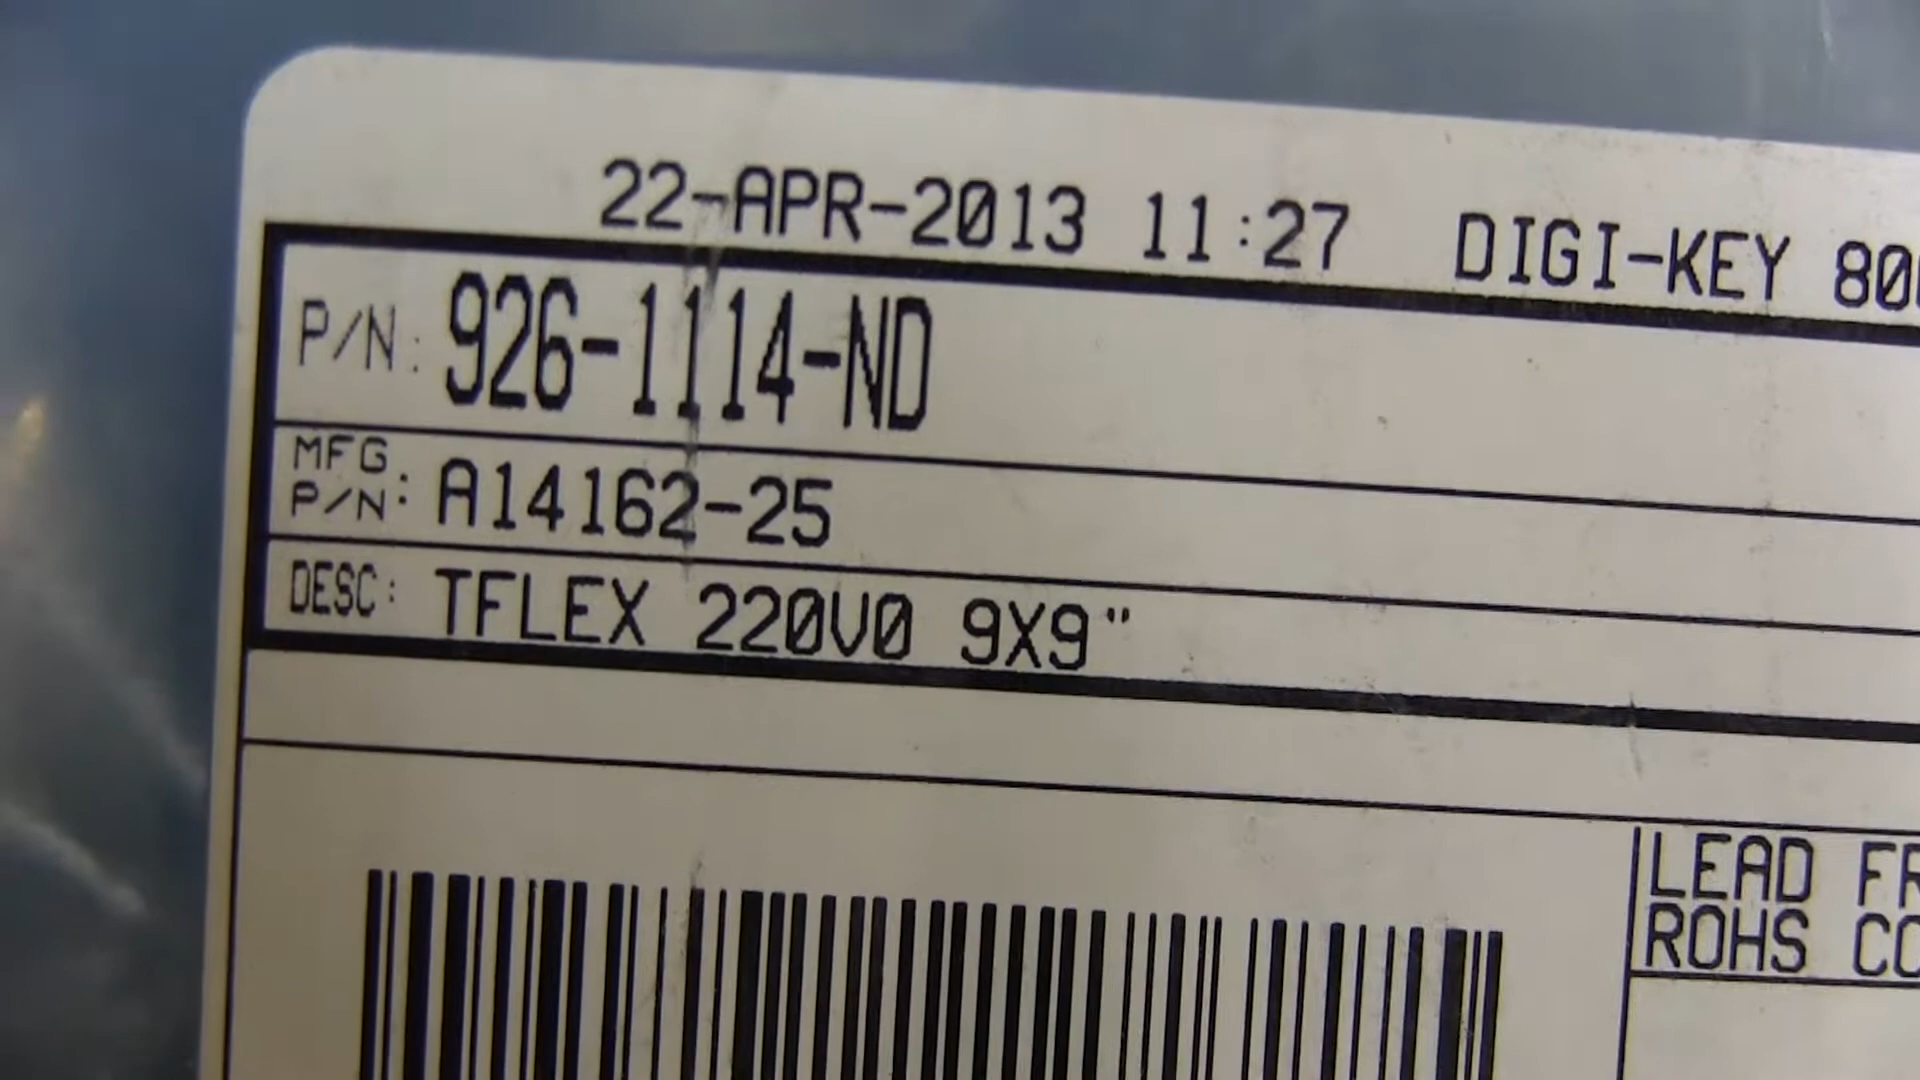 22-APR-2013 11:27 DIGI-KEY
P/N: 926-1114-ND
MFG P/N: A14162-25
DESC: TFLEX 220V0 9X9"
LEAD
ROHS